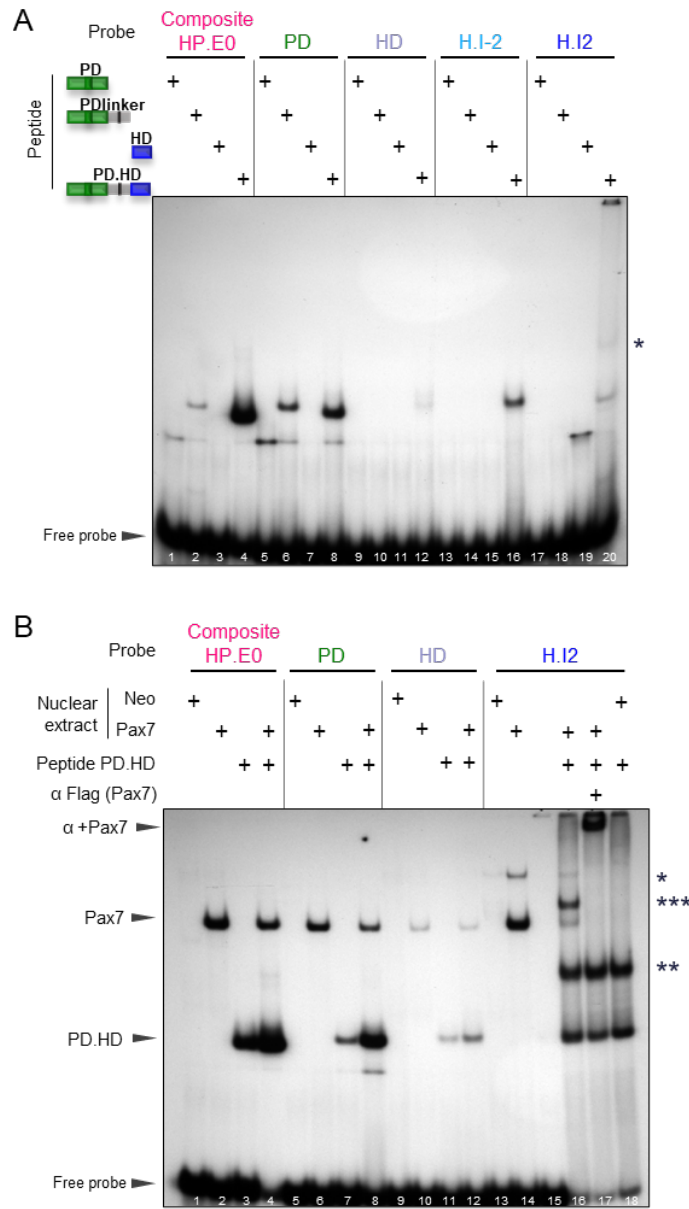 A
Probe
Composite
HP.E0 PD HD H.I-2 H.I2
Peptide
PD
+ + + + +
PDlinker
+ + + + +
HD
+ + + + +
PD.HD
+ + + + +
*
Free probe
1 2 3 4 5 6 7 8 9 10 11 12 13 14 15 16 17 18 19 20
B
Probe
Composite
HP.E0 PD HD H.I2
Nuclear
extract
Neo + + + + +
Pax7 + + + + + + + + +
Peptide PD.HD + + + + + + + + +
α Flag (Pax7) +
α +Pax7
*
***
Pax7
**
PD.HD
Free probe
1 2 3 4 5 6 7 8 9 10 11 12 13 14 15 16 17 18